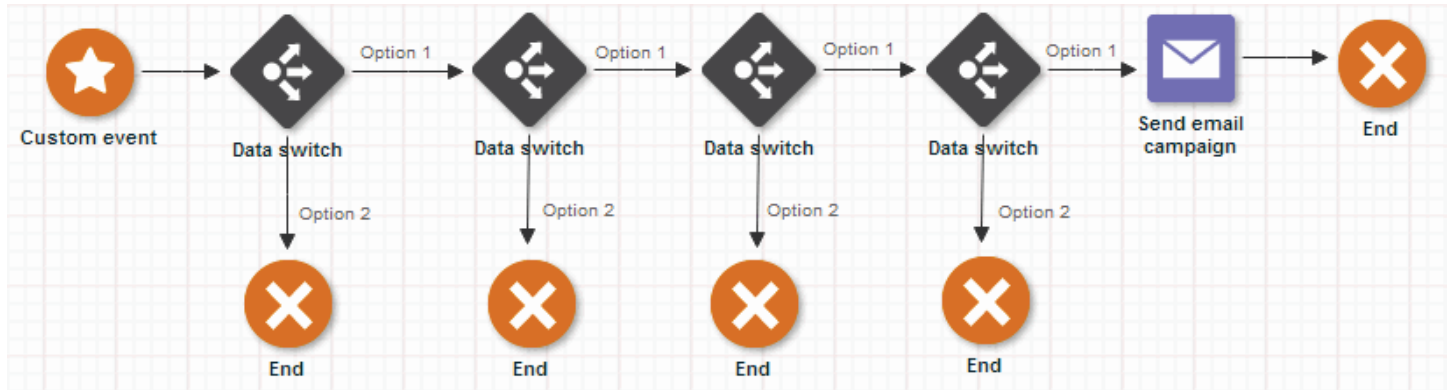 Option 1
Option 1
Option 1
Option 1
Custom event
Data switch
Data switch
Data switch
Data switch
Send email
campaign
End
Option 2
Option 2
Option 2
Option 2
End
End
End
End